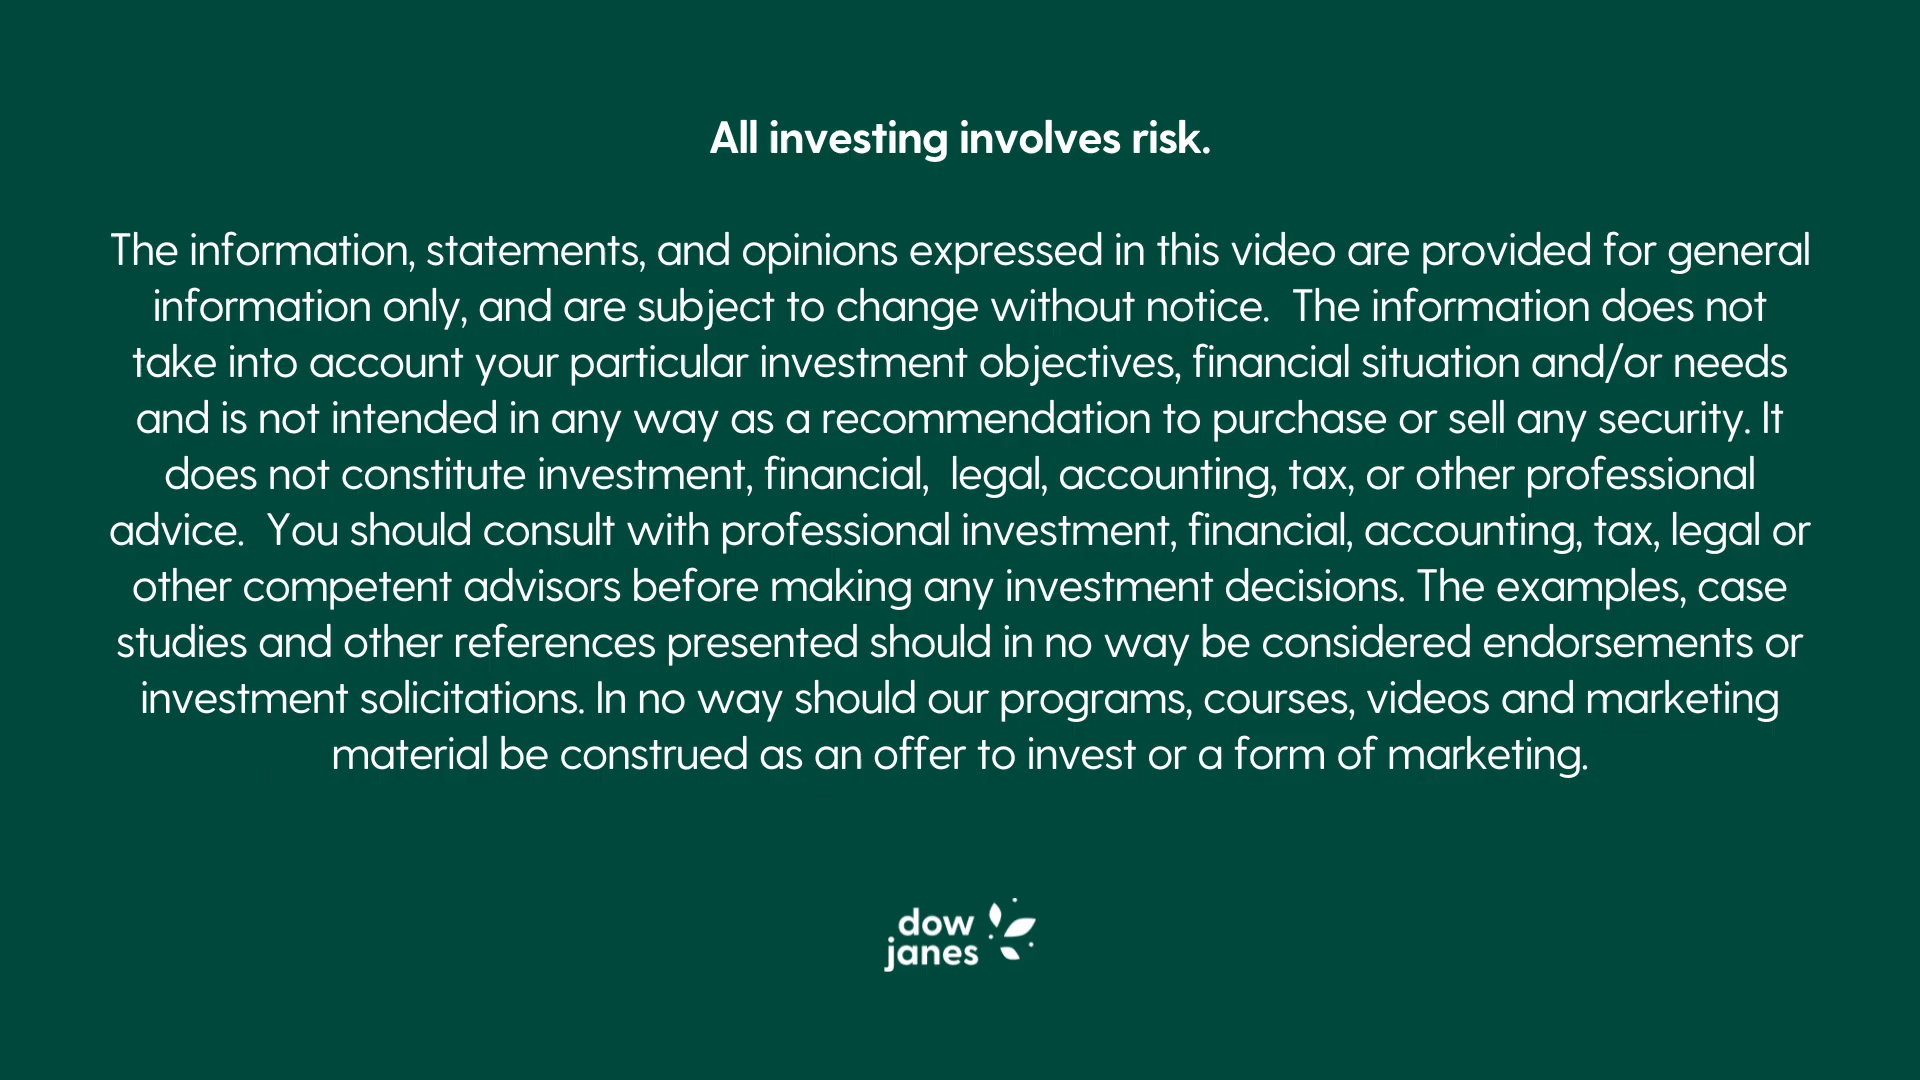 All investing involves risk.
The information, statements, and opinions expressed in this video are provided for general
information only, and are subject to change without notice.  The information does not
take into account your particular investment objectives, financial situation and/or needs
and is not intended in any way as a recommendation to purchase or sell any security. It
does not constitute investment, financial,  legal, accounting, tax, or other professional
advice.  You should consult with professional investment, financial, accounting, tax, legal or
other competent advisors before making any investment decisions. The examples, case
studies and other references presented should in no way be considered endorsements or
investment solicitations. In no way should our programs, courses, videos and marketing
material be construed as an offer to invest or a form of marketing.
dow
janes